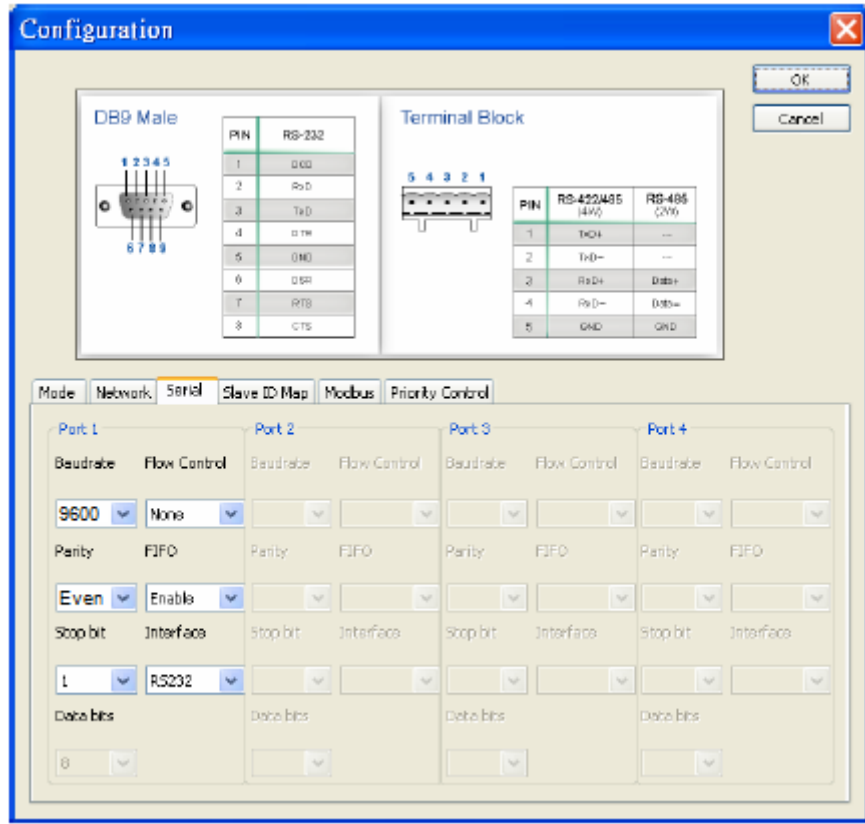 Configuration
OK
Cancel
DB9 Male
1 2 3 4 5
6 7 8 9
PIN RS-232
1 DCD
2 RxD
3 TxD
4 DTR
5 GND
6 DSR
7 RTS
8 CTS
Terminal Block
5 4 3 2 1
PIN RS-422/485 (4W) RS-485 (2W)
1 TxD+ ---
2 TxD- ---
3 RxD+ Data+
4 RxD- Data-
5 GND GND
Mode Network Serial Slave ID Map Modbus Priority Control
Port 1 Port 2 Port 3 Port 4
Baudrate Flow Control Baudrate Flow Control Baudrate Flow Control Baudrate Flow Control
9600 None
Parity FIFO Parity FIFO Parity FIFO Parity FIFO
Even Enable
Stop bit Interface Stop bit Interface Stop bit Interface Stop bit Interface
1 RS232
Data bits Data bits Data bits Data bits
8